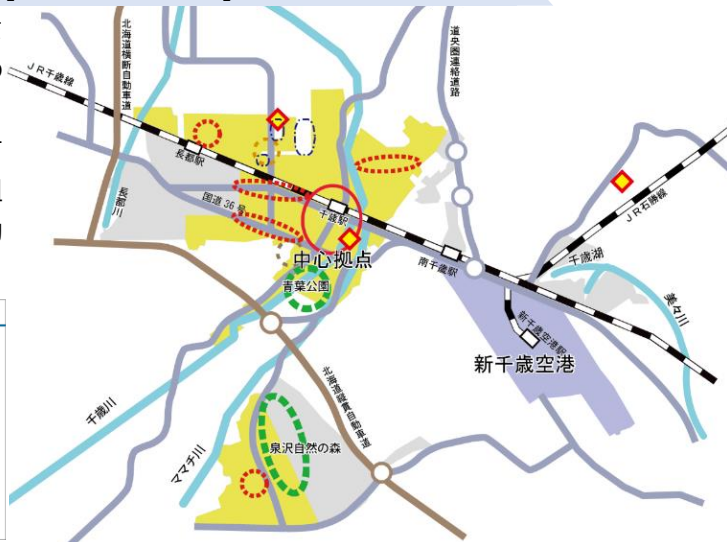 北海道横断自動車道
道央圏連絡道路
JR千歳線
長都駅
長都川
国道36号
千歳駅
中心拠点
青葉公園
南千歳駅
JR石勝線
千歳湖
美々川
新千歳空港駅
新千歳空港
千歳川
ママチ川
北海道縦貫自動車道
泉沢自然の森